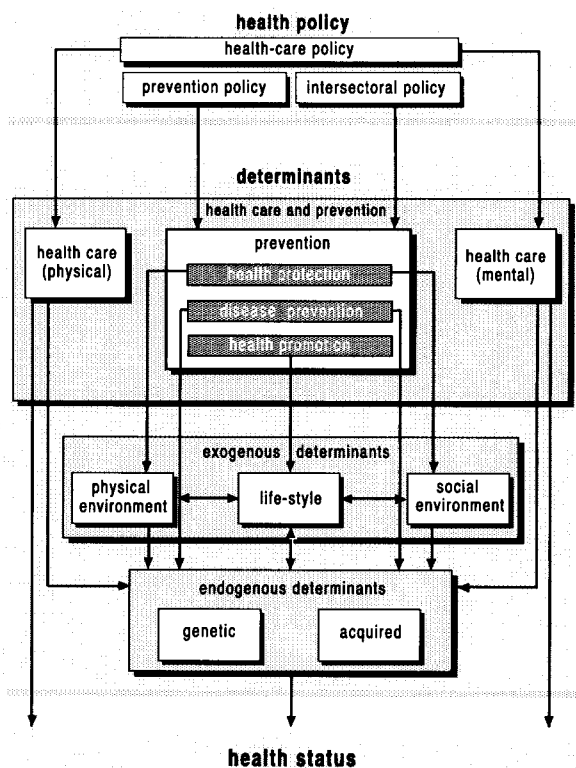 health policy
health-care policy
prevention policy
intersectoral policy
determinants
health care and prevention
health care
(physical)
prevention
health protection
disease prevention
health promotion
health care
(mental)
exogenous determinants
physical
environment
life-style
social
environment
endogenous determinants
genetic
acquired
health status